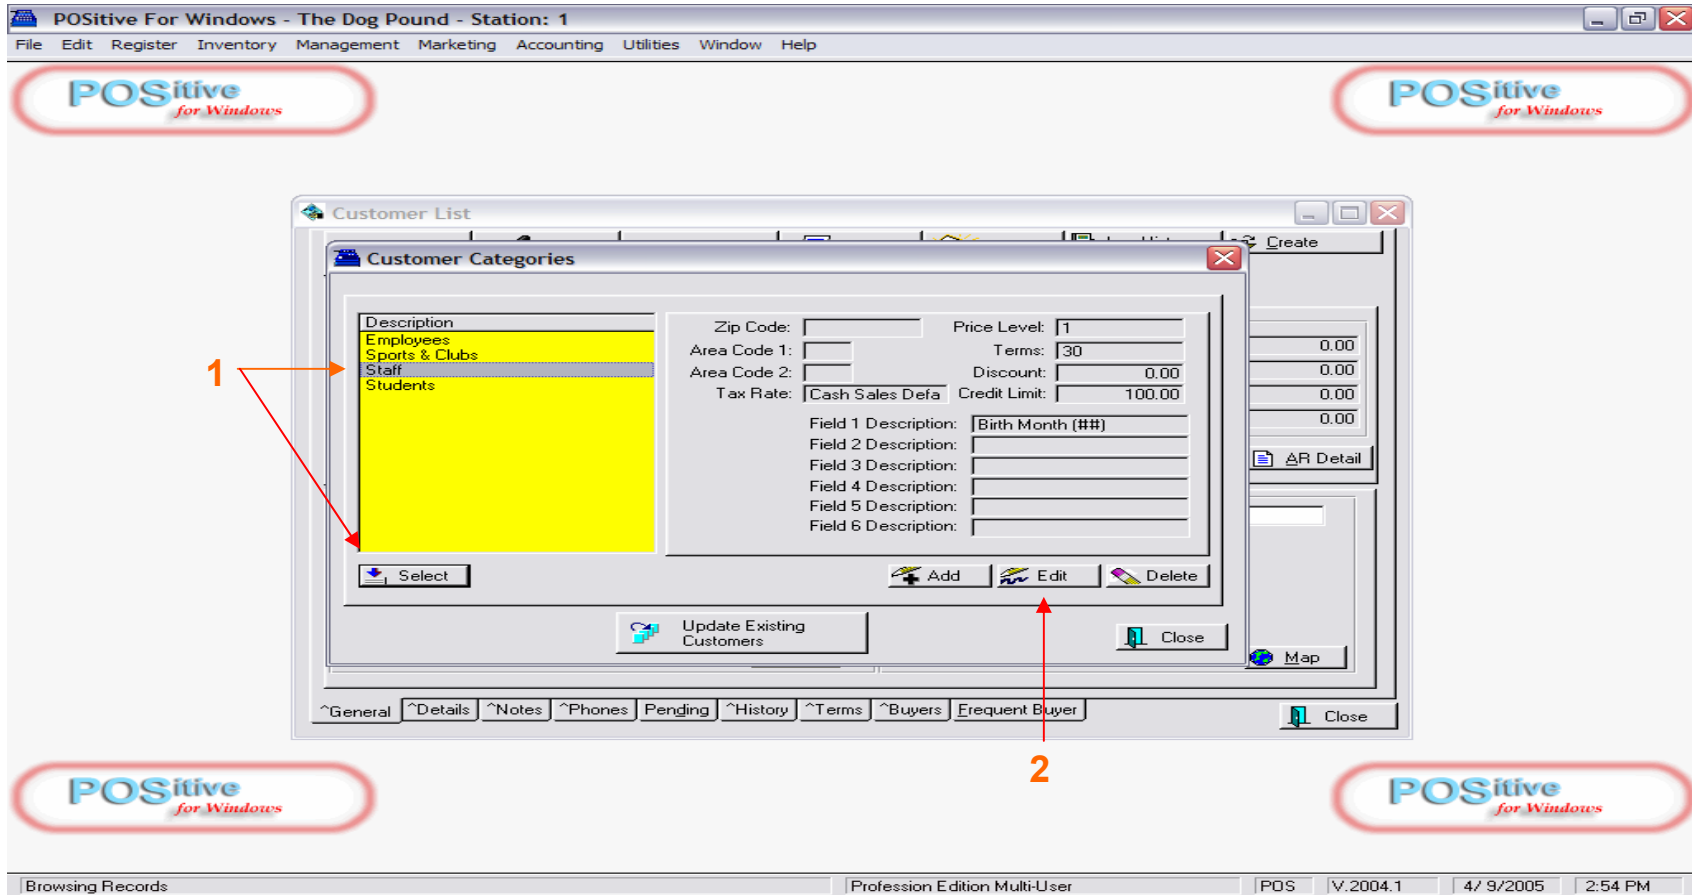 POSitive For Windows - The Dog Pound - Station: 1
File Edit Register Inventory Management Marketing Accounting Utilities Window Help
POSitive
for Windows
POSitive
for Windows
Customer List
Create
Customer Categories
Description
Employees
Sports & Clubs
Staff
Students
1
Zip Code:
Price Level: 1
Area Code 1:
Terms: 30
Area Code 2:
Discount: 0.00
Tax Rate: Cash Sales Defa
Credit Limit: 100.00
Field 1 Description: Birth Month (##)
Field 2 Description:
Field 3 Description:
Field 4 Description:
Field 5 Description:
Field 6 Description:
0.00
0.00
0.00
0.00
AR Detail
Select
Add
Edit
Delete
Update Existing
Customers
Close
Map
^General ^Details ^Notes ^Phones Pending ^History ^Terms ^Buyers Frequent Buyer
Close
2
POSitive
for Windows
POSitive
for Windows
Browsing Records
Profession Edition Multi-User
POS
V.2004.1
4/ 9/2005
2:54 PM